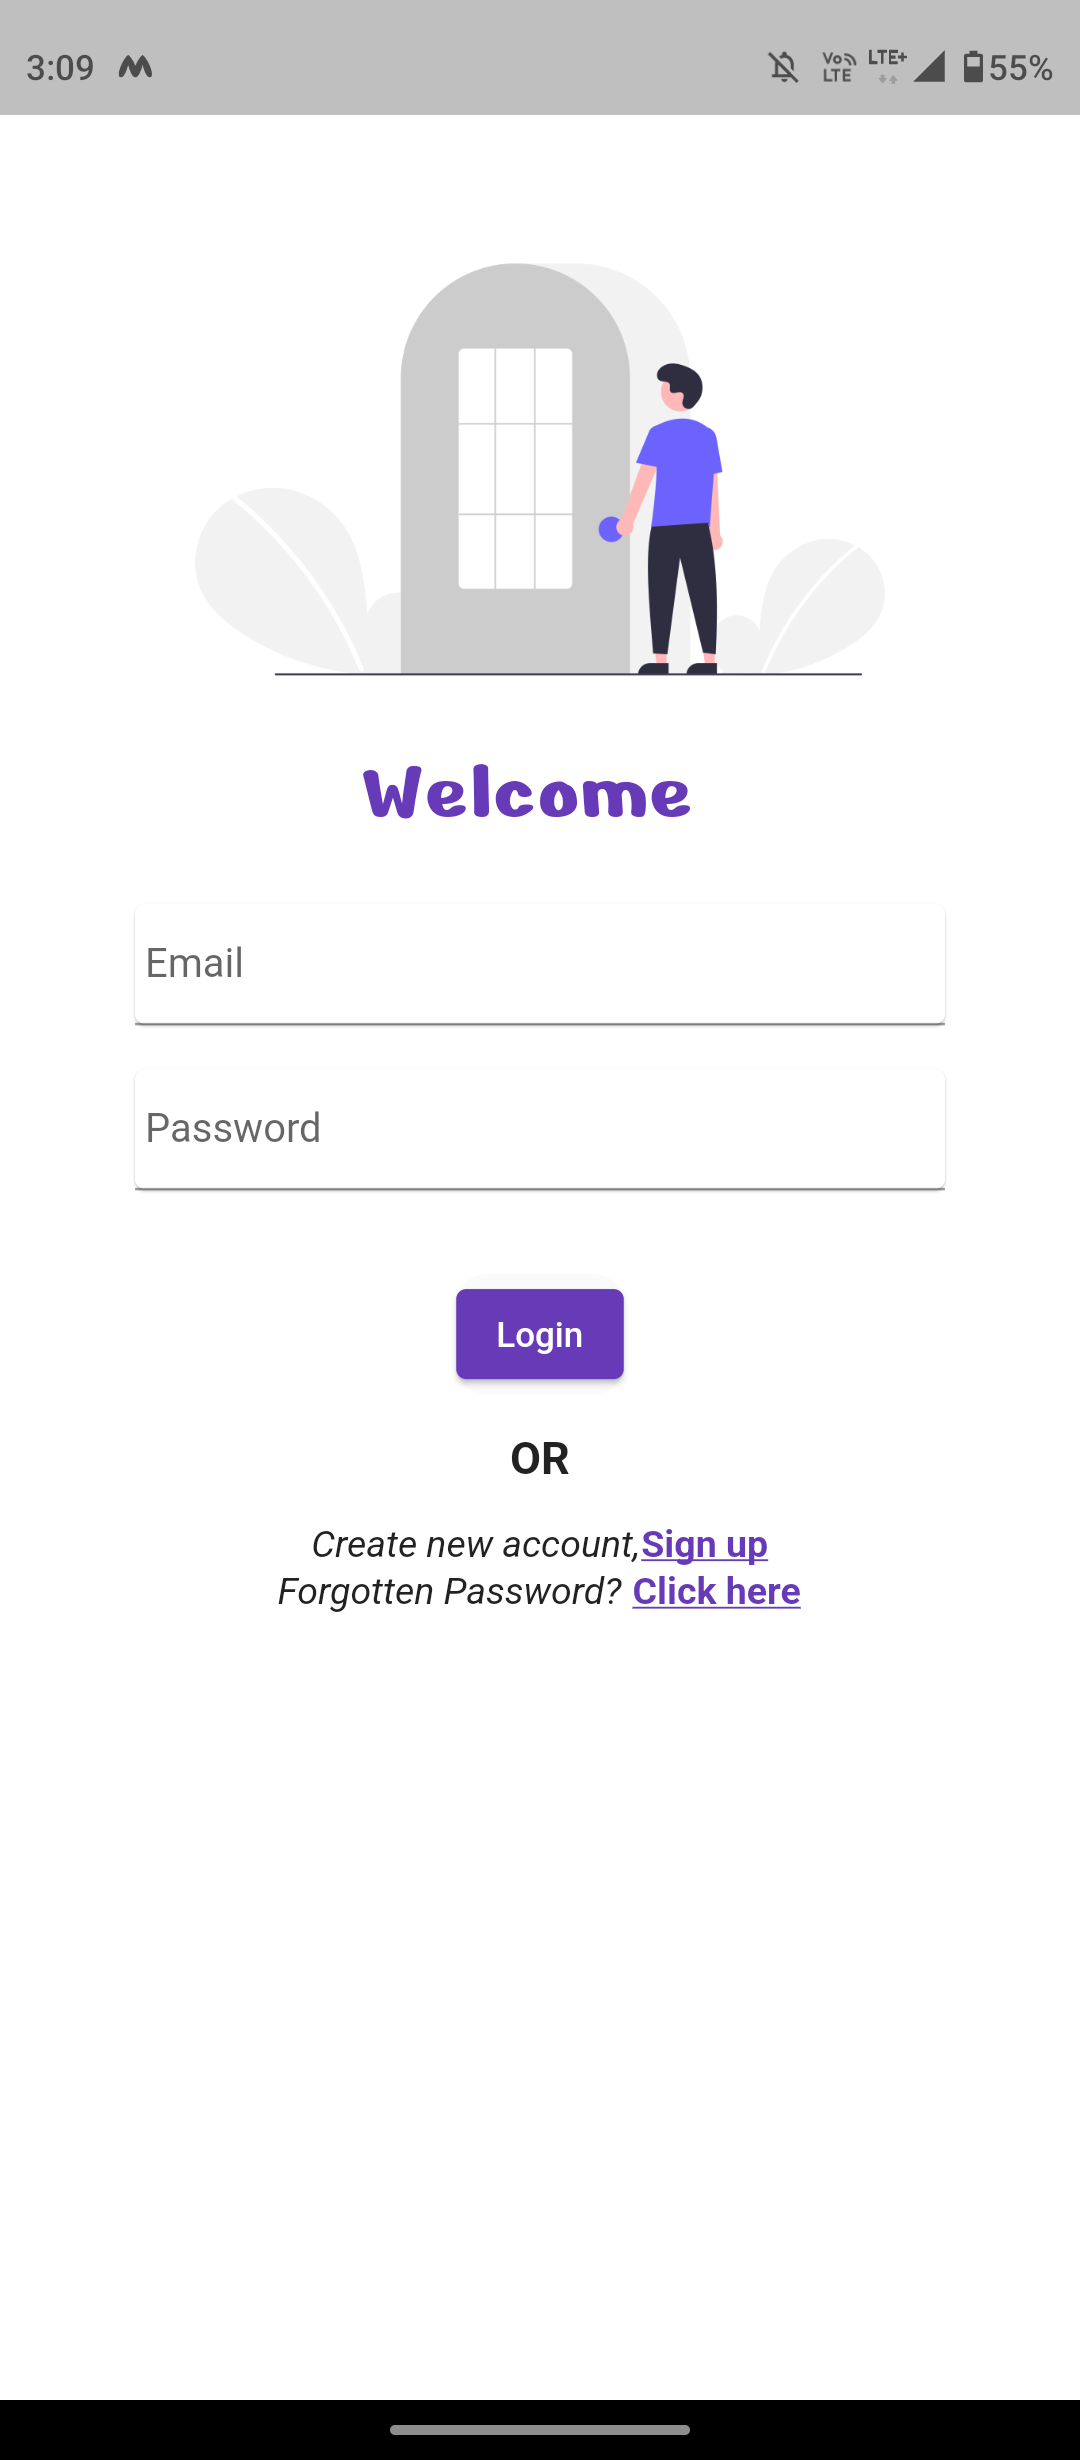 3:09 Vo LTE LTE+ 55%
Welcome
Email
Password
Login
OR
Create new account,Sign up
Forgotten Password? Click here